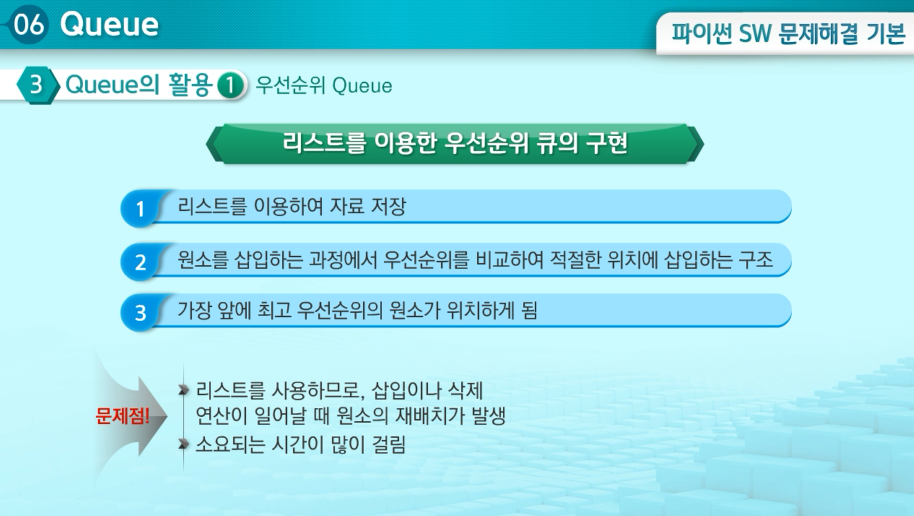 06 Queue
파이썬 SW 문제해결 기본
3 Queue의 활용 1 우선순위 Queue
리스트를 이용한 우선순위 큐의 구현
1 리스트를 이용하여 자료 저장
2 원소를 삽입하는 과정에서 우선순위를 비교하여 적절한 위치에 삽입하는 구조
3 가장 앞에 최고 우선순위의 원소가 위치하게 됨
문제점!
리스트를 사용하므로, 삽입이나 삭제
연산이 일어날 때 원소의 재배치가 발생
소요되는 시간이 많이 걸림